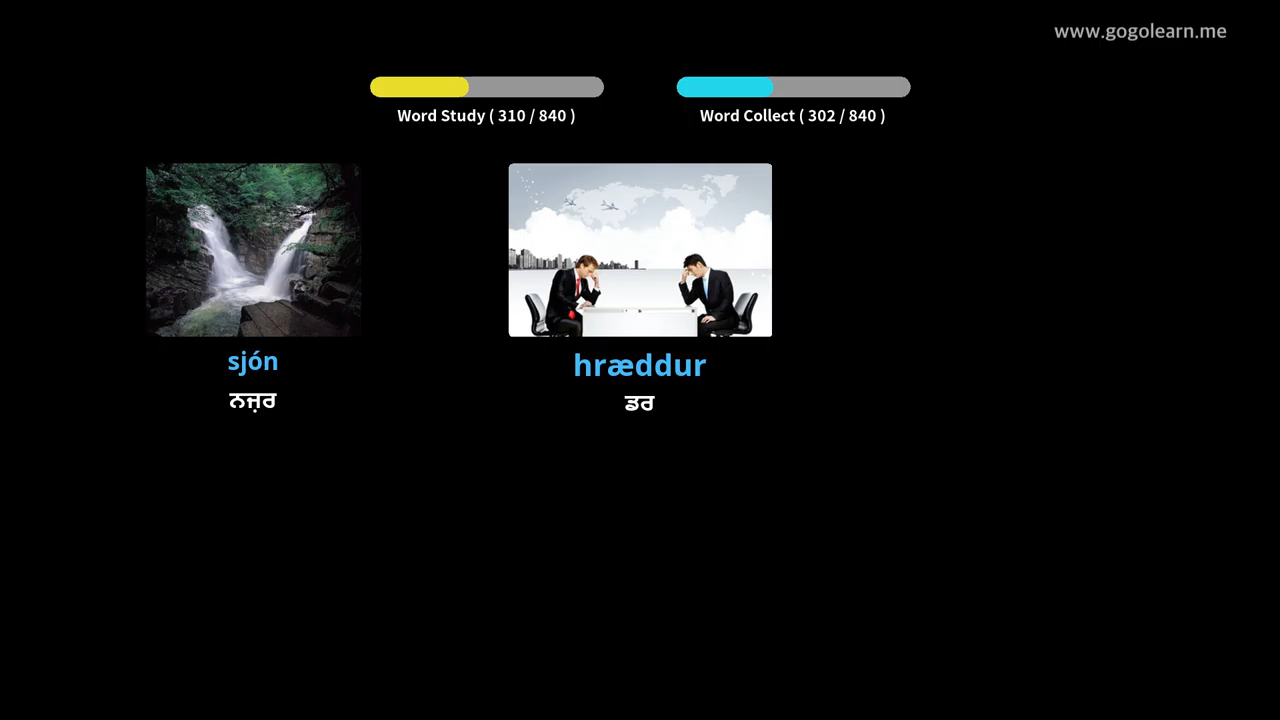 www.gogolearn.me
Word Study ( 310 / 840 )
Word Collect ( 302 / 840 )
sjón
ਨਜ਼ਰ
hræddur
ਡਰ